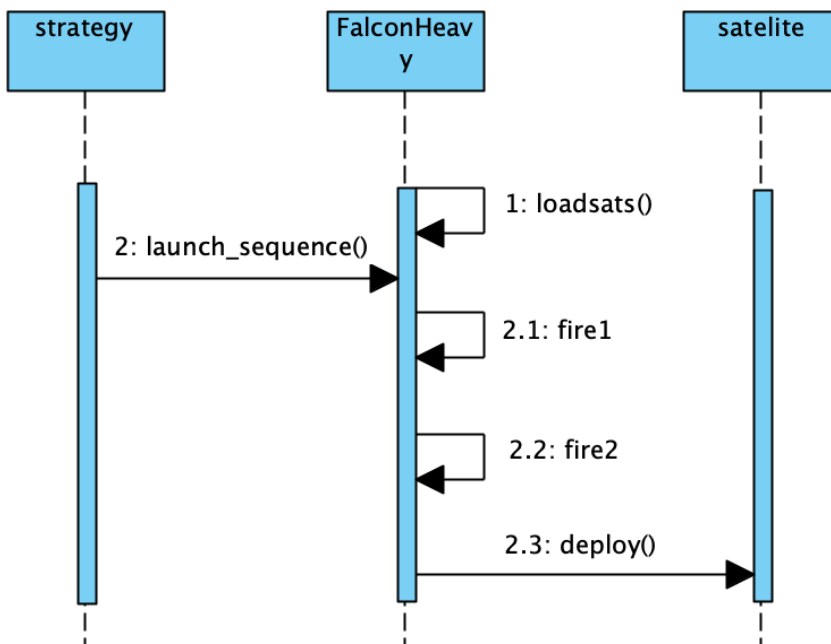 strategy
FalconHeav
y
satelite
1: loadsats()
2: launch_sequence()
2.1: fire1
2.2: fire2
2.3: deploy()